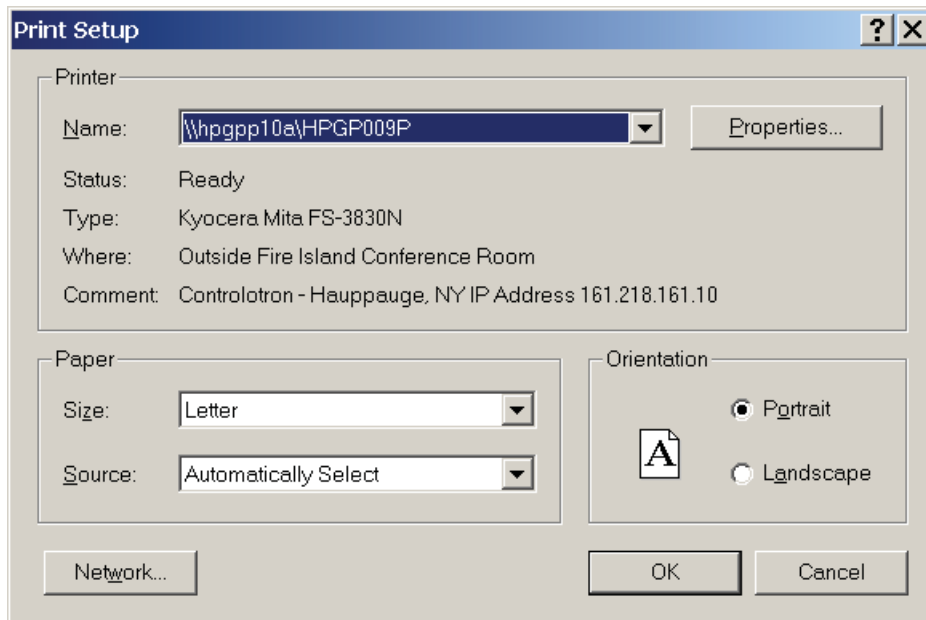 Print Setup
Printer
Name: \\hpgpp10a\HPGP009P Properties...
Status: Ready
Type: Kyocera Mita FS-3830N
Where: Outside Fire Island Conference Room
Comment: Controlotron - Hauppauge, NY IP Address 161.218.161.10
Paper
Size: Letter
Source: Automatically Select
Orientation
A
Portrait
Landscape
Network... OK Cancel